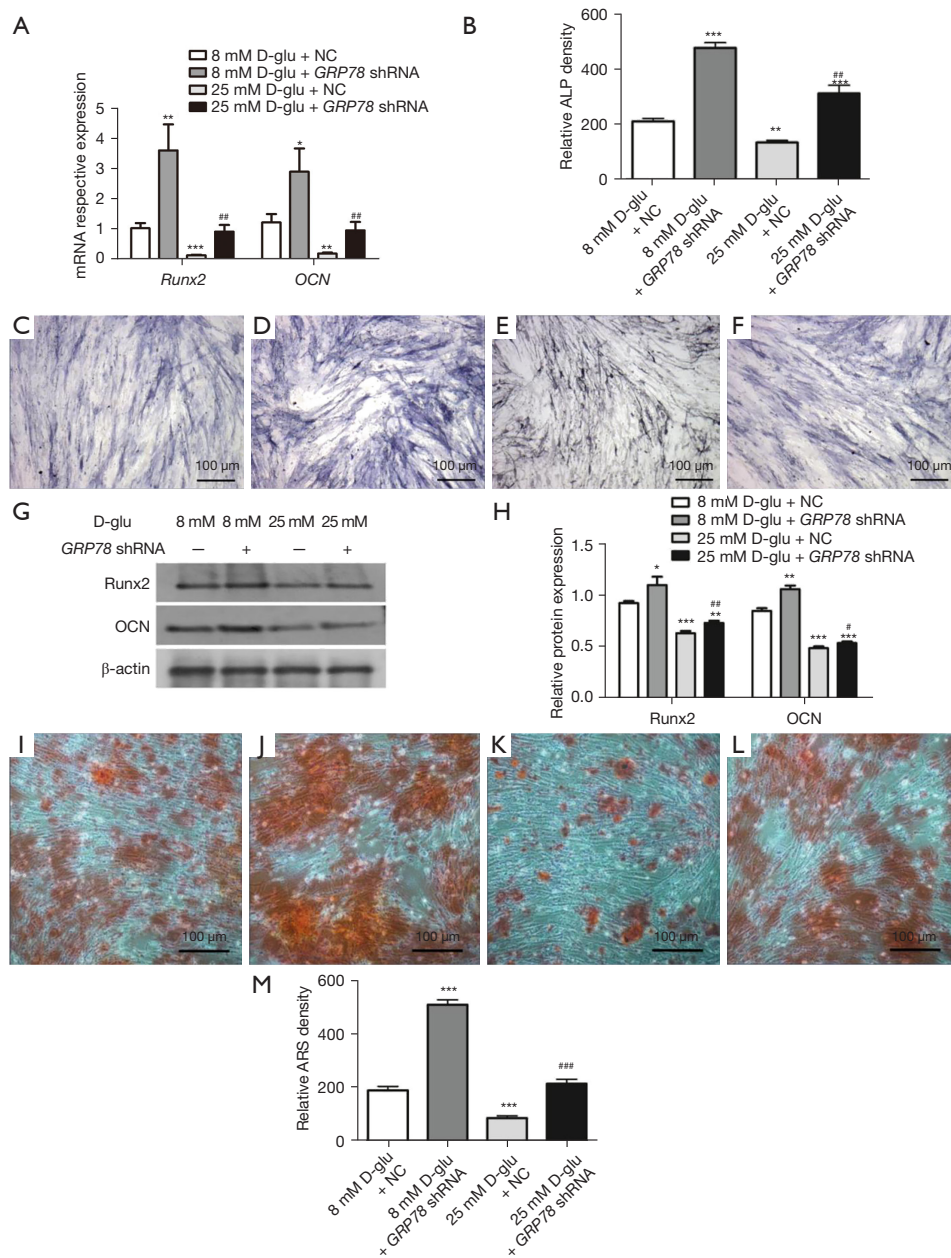 A
8 mM D-glu + NC
8 mM D-glu + GRP78 shRNA
25 mM D-glu + NC
25 mM D-glu + GRP78 shRNA
mRNA respective expression
5
4
3
2
1
0
**
***
##
*
**
##
Runx2
OCN
B
Relative ALP density
600
400
200
0
***
**
##
***
8 mM D-glu
+ NC
8 mM D-glu
+ GRP78 shRNA
25 mM D-glu
+ NC
25 mM D-glu
+ GRP78 shRNA
C
100 μm
D
100 μm
E
100 μm
F
100 μm
G
D-glu 8 mM 8 mM 25 mM 25 mM
GRP78 shRNA – + – +
Runx2
OCN
β-actin
H
8 mM D-glu + NC
8 mM D-glu + GRP78 shRNA
25 mM D-glu + NC
25 mM D-glu + GRP78 shRNA
Relative protein expression
1.5
1.0
0.5
0.0
*
***
##
**
**
***
#
***
Runx2
OCN
I
100 μm
J
100 μm
K
100 μm
L
100 μm
M
Relative ARS density
600
400
200
0
***
***
###
8 mM D-glu
+ NC
8 mM D-glu
+ GRP78 shRNA
25 mM D-glu
+ NC
25 mM D-glu
+ GRP78 shRNA